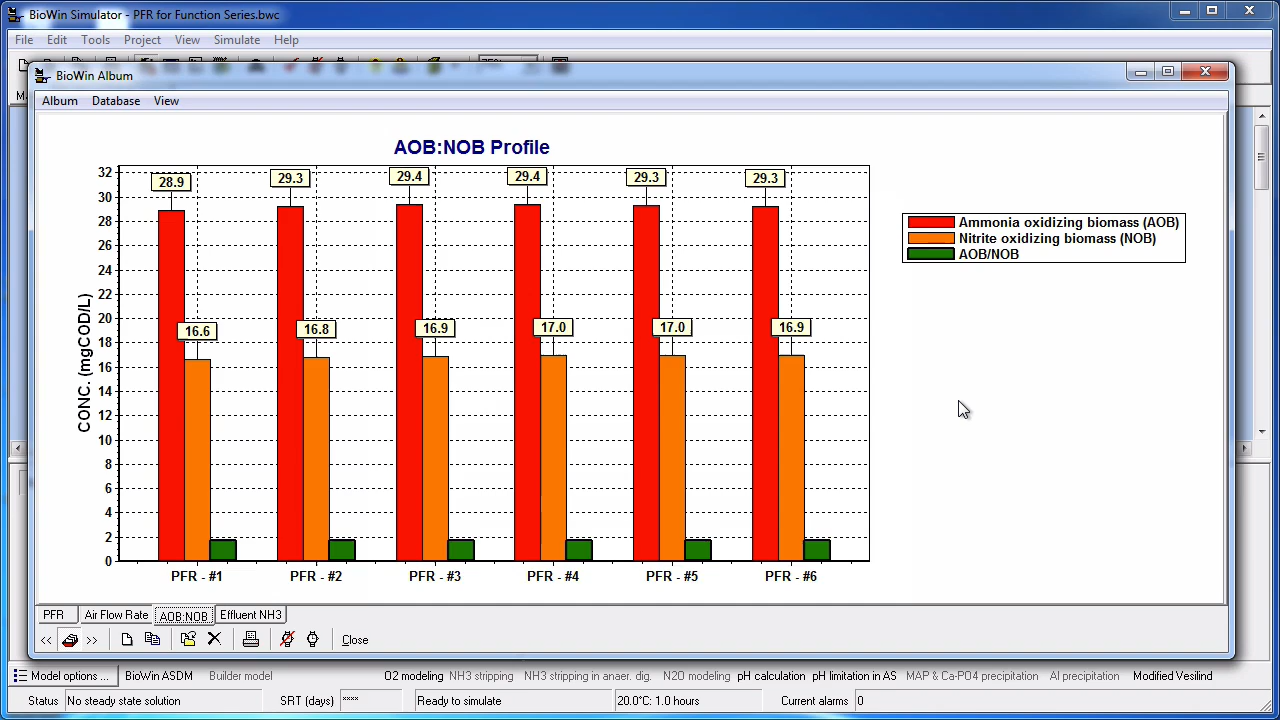 BioWin Simulator - PFR for Function Series.bwc
File Edit Tools Project View Simulate Help
BioWin Album
Album Database View
AOB:NOB Profile
CONC. (mgCOD/L)
32
30
28
26
24
22
20
18
16
14
12
10
8
6
4
2
0
28.9 29.3 29.4 29.4 29.3 29.3
16.6 16.8 16.9 17.0 17.0 16.9
PFR - #1 PFR - #2 PFR - #3 PFR - #4 PFR - #5 PFR - #6
Ammonia oxidizing biomass (AOB)
Nitrite oxidizing biomass (NOB)
AOB/NOB
PFR Air Flow Rate AOB:NOB Effluent NH3
<< >> Close
Model options ... BioWin ASDM Builder model O2 modeling NH3 stripping NH3 stripping in anaer. dig. N2O modeling pH calculation pH limitation in AS MAP & Ca-PO4 precipitation Al precipitation Modified Vesilind
Status No steady state solution SRT (days) **** Ready to simulate 20.0°C: 1.0 hours Current alarms 0